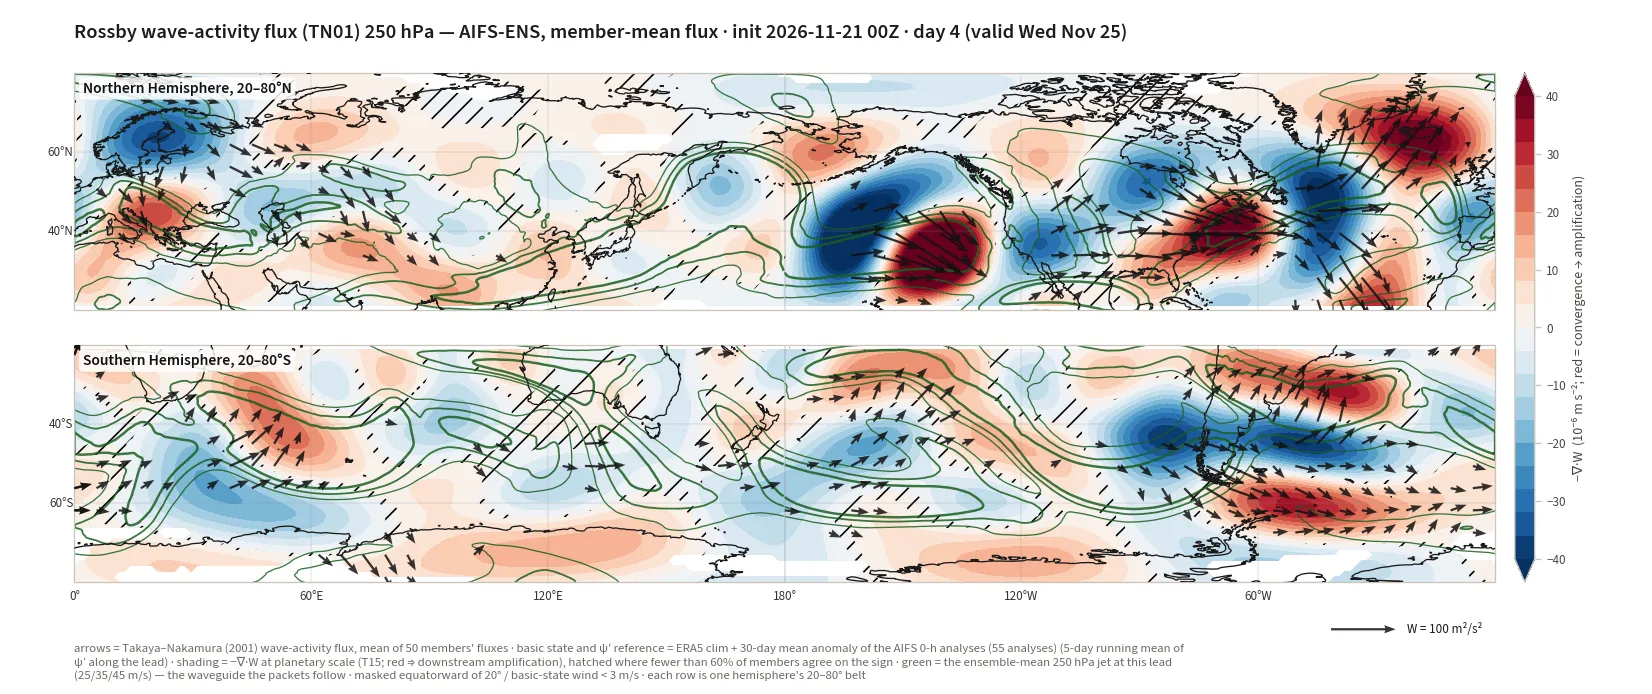 Rossby wave-activity flux (TN01) 250 hPa — AIFS-ENS, member-mean flux · init 2026-11-21 00Z · day 4 (valid Wed Nov 25)
Northern Hemisphere, 20–80°N
60°N
40°N
Southern Hemisphere, 20–80°S
40°S
60°S
0°
60°E
120°E
180°
120°W
60°W
40
30
20
10
0
−10
−20
−30
−40
−∇·W (10⁻⁶ m s⁻²; red = convergence → amplification)
W = 100 m²/s²
arrows = Takaya–Nakamura (2001) wave-activity flux, mean of 50 members' fluxes · basic state and ψ' reference = ERA5 clim + 30-day mean anomaly of the AIFS 0-h analyses (55 analyses) (5-day running mean of
ψ' along the lead) · shading = −∇·W at planetary scale (T15; red ⇒ downstream amplification), hatched where fewer than 60% of members agree on the sign · green = the ensemble-mean 250 hPa jet at this lead
(25/35/45 m/s) — the waveguide the packets follow · masked equatorward of 20° / basic-state wind < 3 m/s · each row is one hemisphere's 20–80° belt